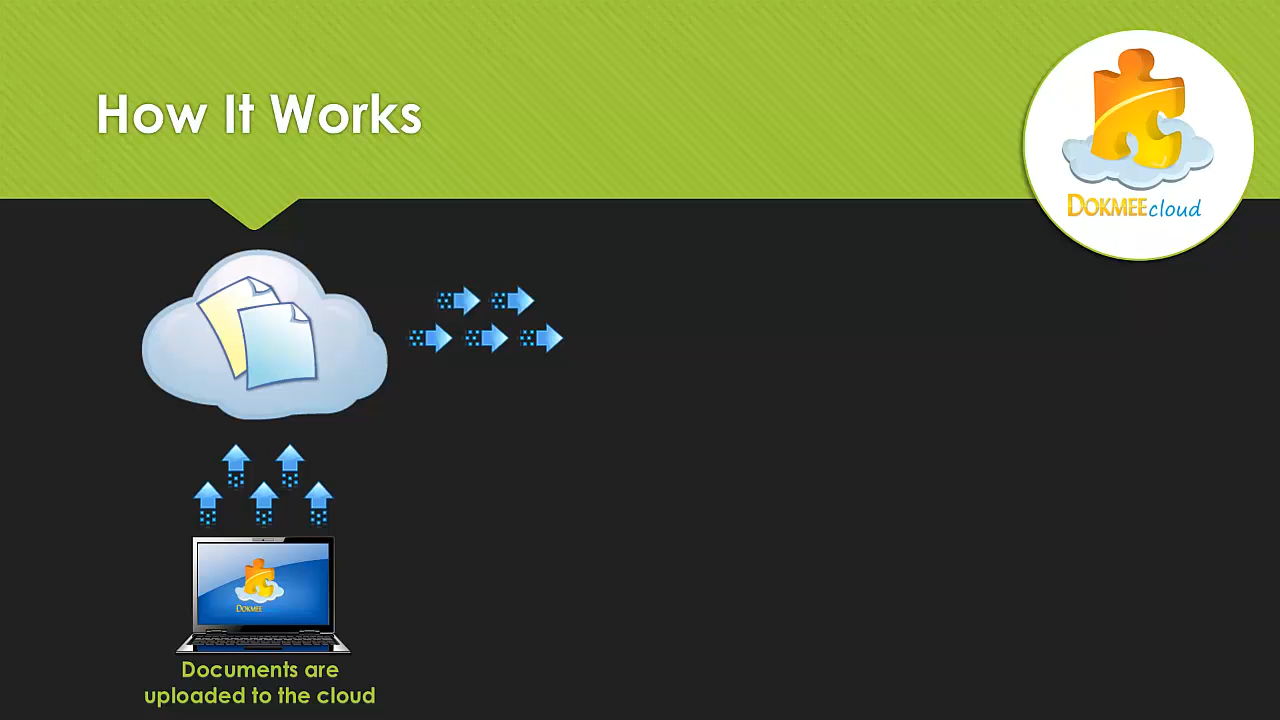 How It Works
DOKMEEcloud
DOKMEE
Documents are
uploaded to the cloud